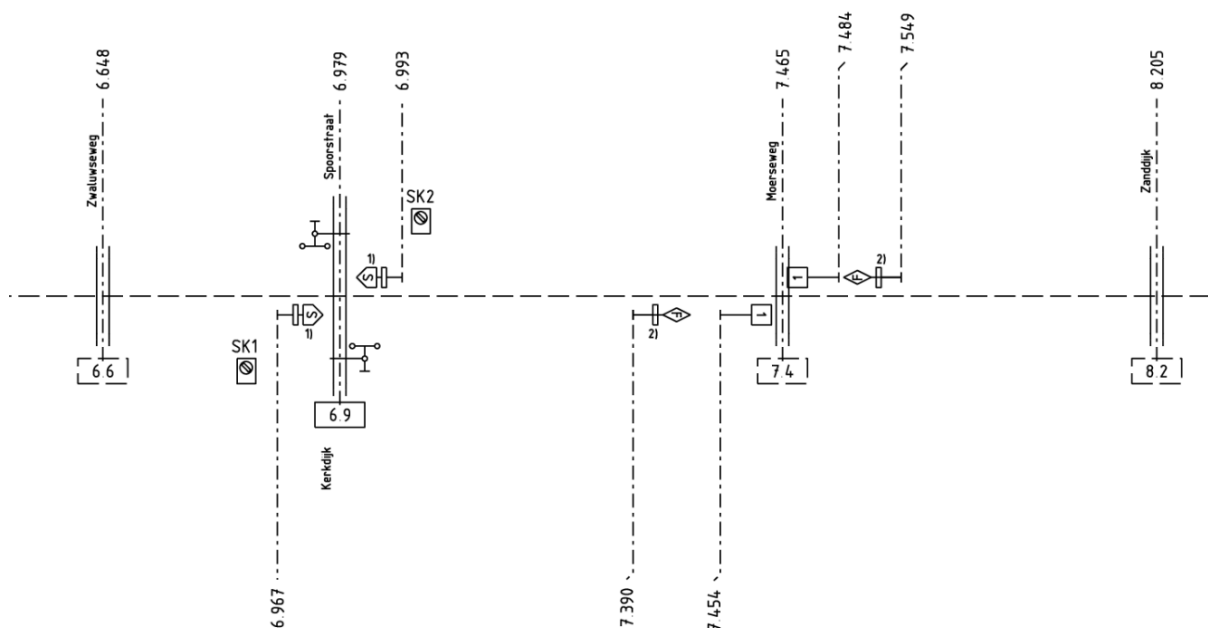 6.648
6.979
6.993
7.465
7.484
7.549
8.205
Zwaluwseweg
Spoorstraat
Moerseweg
Zanddijk
SK2
1)
S
1
F
2)
S
1)
F
2)
1
SK1
6.6
6.9
7.4
8.2
Kerkdijk
6.967
7.390
7.454